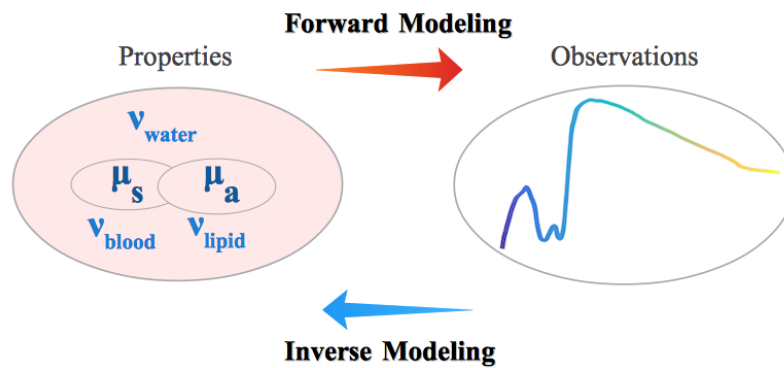 Forward Modeling
Properties
Observations
νwater
μs
μa
νblood
νlipid
Inverse Modeling